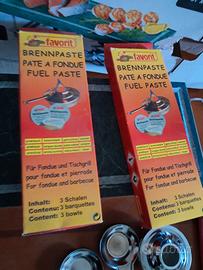 favorit
BRENNPASTE
PATE A FONDUE
FUEL PASTE
Für Fondue und Tischgrill
pour fondue et pierrade
For fondue and barbecue
Inhalt: 3 Schalen
Contenu: 3 barquettes
Content: 3 bowls
favorit
BRENNPASTE
PATE A FONDUE
FUEL PASTE
Für Fondue und Tischgrill
pour fondue et pierrade
For fondue and barbecue
Inhalt: 3 Schalen
Contenu: 3 barquettes
Content: 3 bowls